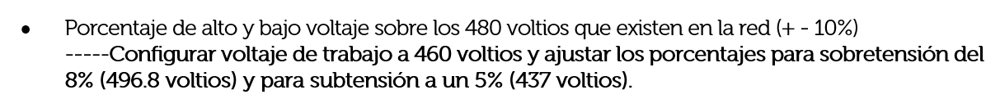 • Porcentaje de alto y bajo voltaje sobre los 480 voltios que existen en la red (+ - 10%)
-----Configurar voltaje de trabajo a 460 voltios y ajustar los porcentajes para sobretensión del
8% (496.8 voltios) y para subtensión a un 5% (437 voltios).